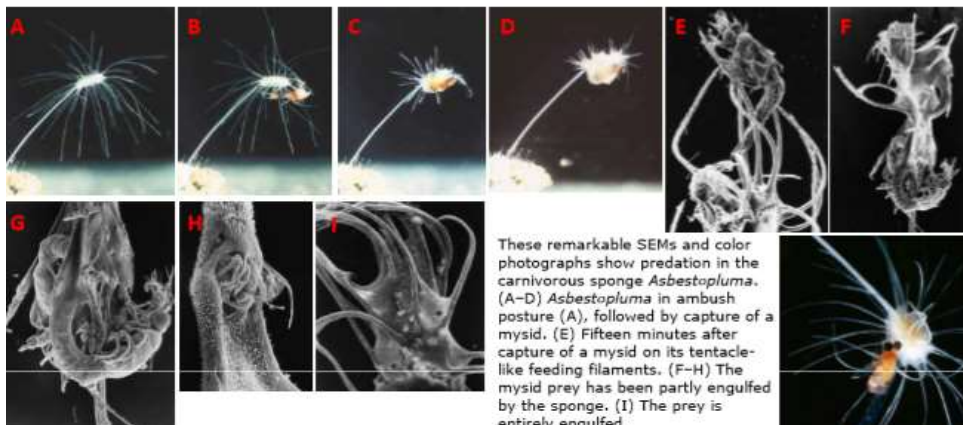 A
B
C
D
E
F
G
H
I
These remarkable SEMs and color
photographs show predation in the
carnivorous sponge Asbestopluma.
(A–D) Asbestopluma in ambush
posture (A), followed by capture of a
mysid. (E) Fifteen minutes after
capture of a mysid on its tentacle-
like feeding filaments. (F–H) The
mysid prey has been partly engulfed
by the sponge. (I) The prey is
entirely engulfed.